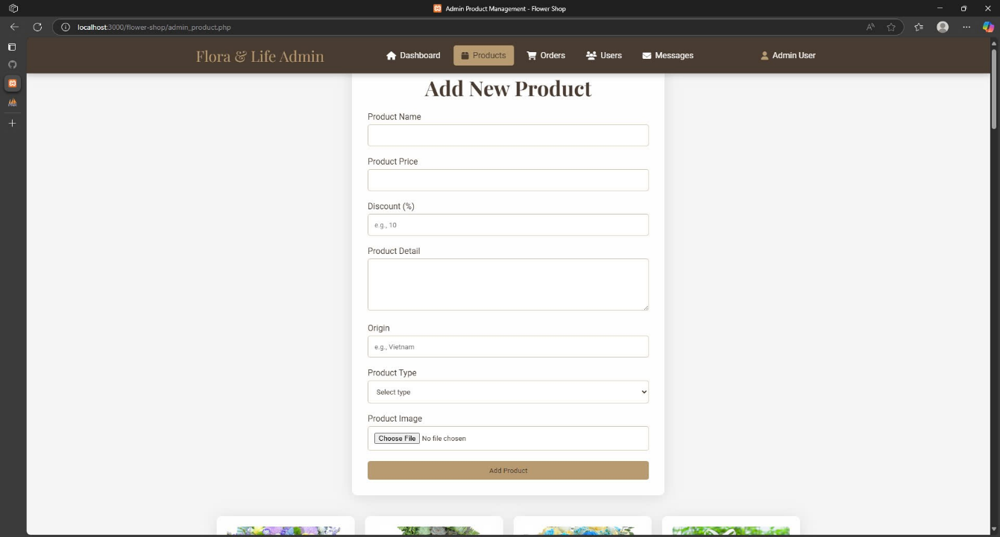 Admin Product Management - Flower Shop
localhost:3000/flower-shop/admin_product.php
Flora & Life Admin
Dashboard
Products
Orders
Users
Messages
Admin User
Add New Product
Product Name
Product Price
Discount (%)
e.g., 10
Product Detail
Origin
e.g., Vietnam
Product Type
Select type
Product Image
Choose File No file chosen
Add Product